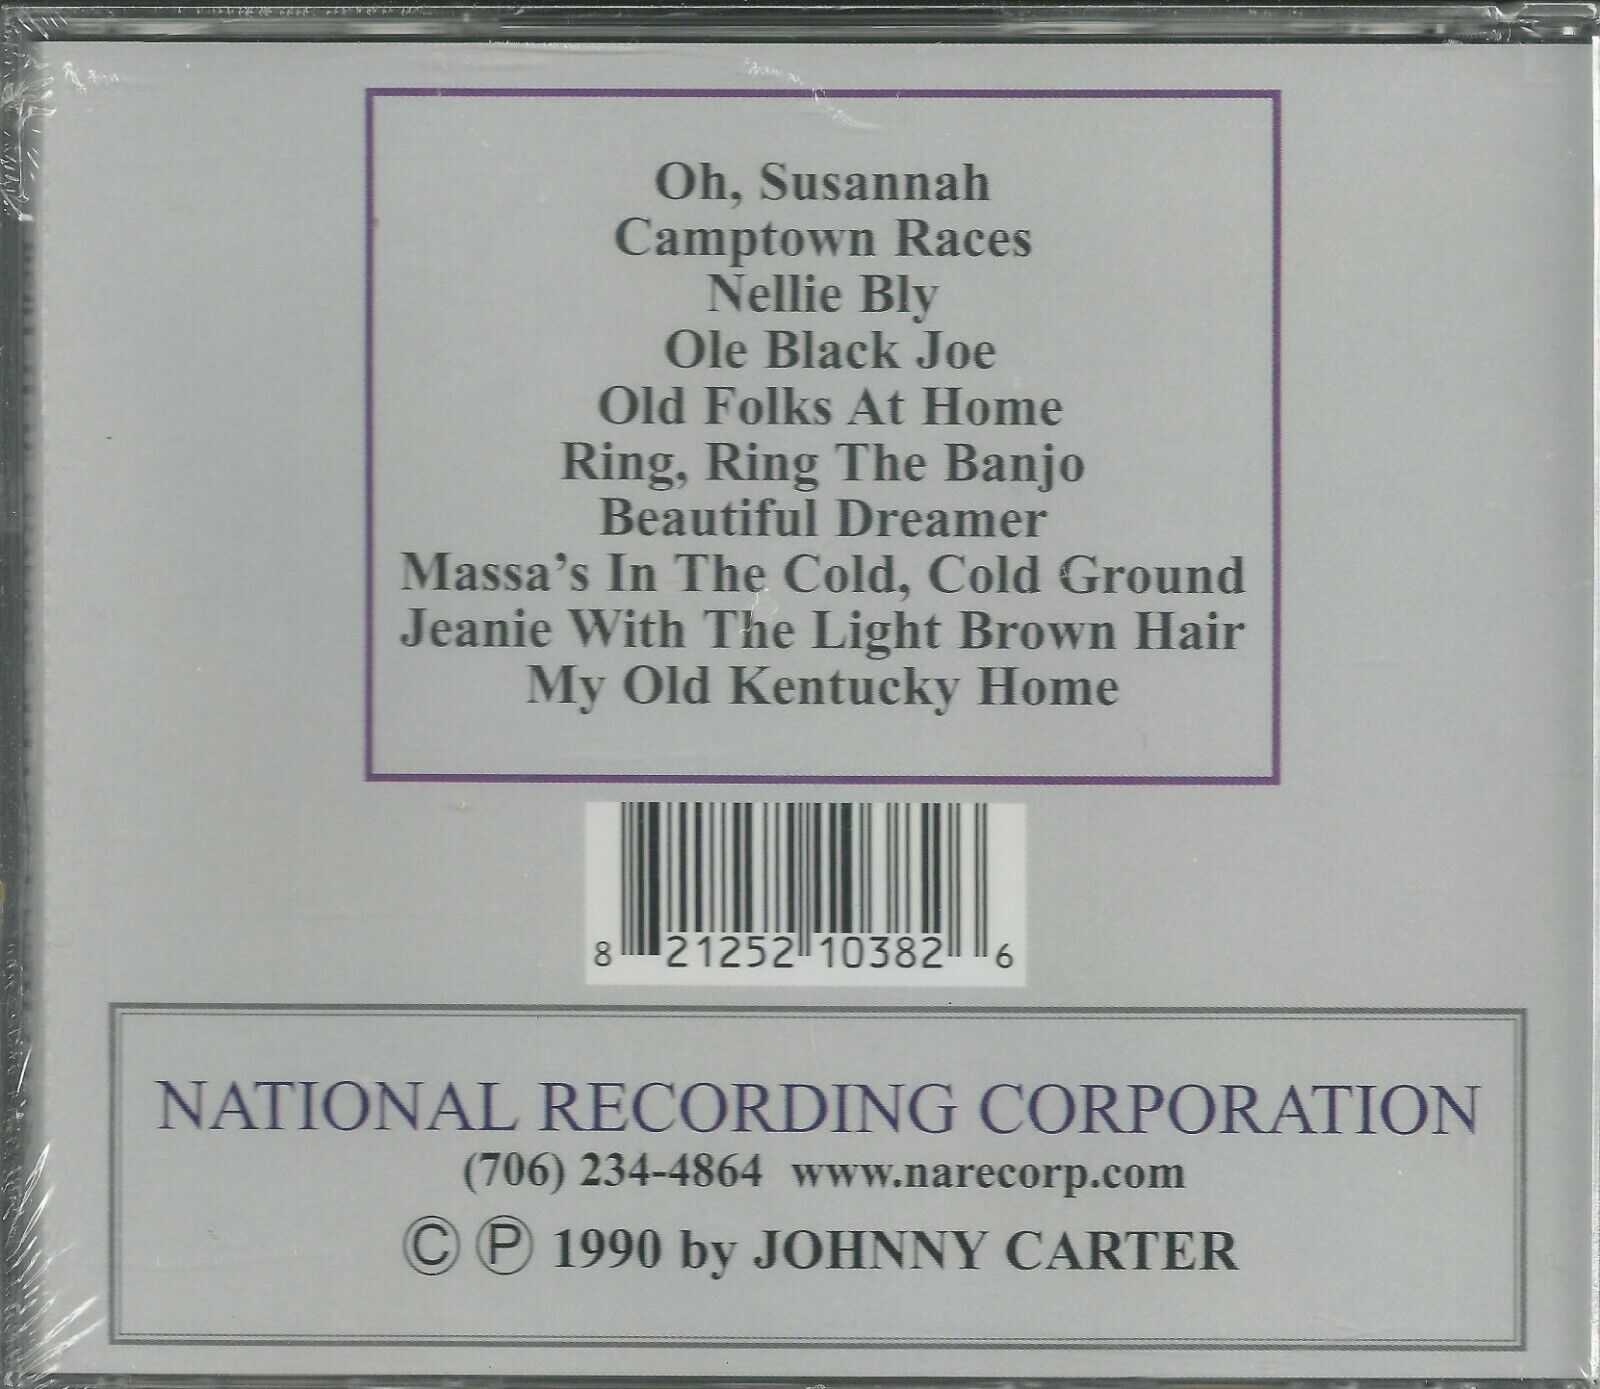 Oh, Susannah
Camptown Races
Nellie Bly
Ole Black Joe
Old Folks At Home
Ring, Ring The Banjo
Beautiful Dreamer
Massa's In The Cold, Cold Ground
Jeanie With The Light Brown Hair
My Old Kentucky Home
8 21252 10382 6
NATIONAL RECORDING CORPORATION
(706) 234-4864 www.narecorp.com
© ℗ 1990 by JOHNNY CARTER